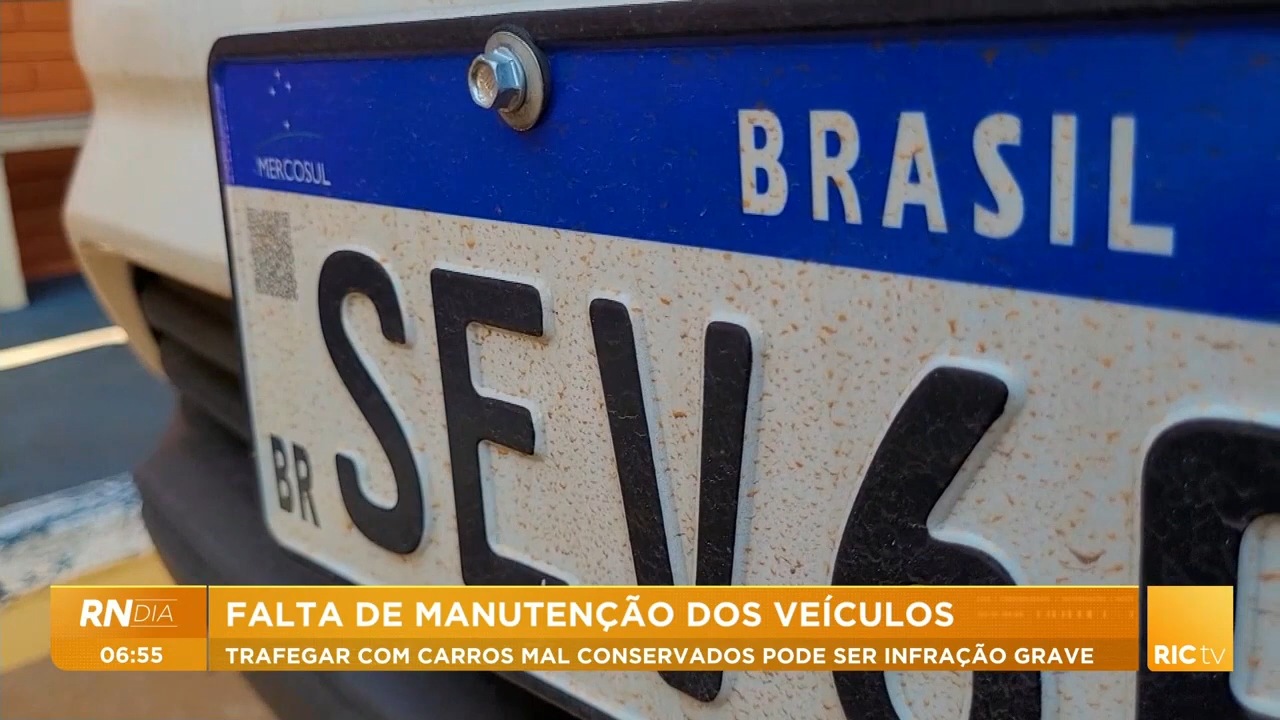 BRASIL
MERCOSUL
SEV6
BR
RNDIA
FALTA DE MANUTENÇÃO DOS VEÍCULOS
06:55
TRAFEGAR COM CARROS MAL CONSERVADOS PODE SER INFRAÇÃO GRAVE
RICtv